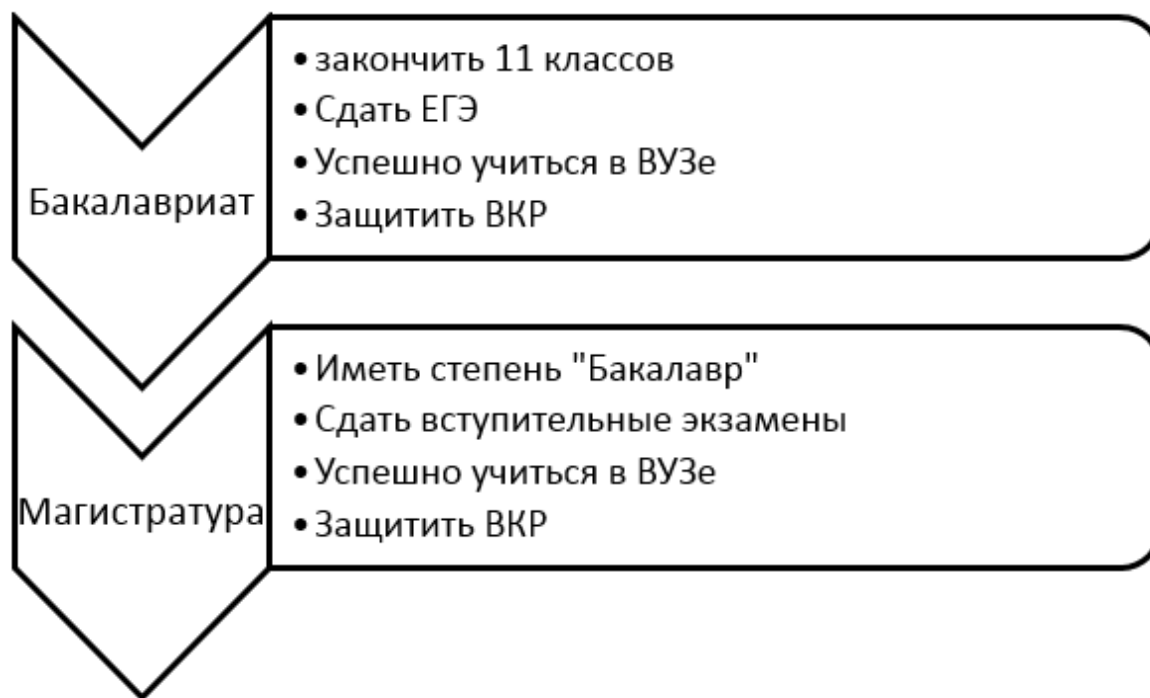 Бакалавриат
• закончить 11 классов
• Сдать ЕГЭ
• Успешно учиться в ВУЗе
• Защитить ВКР
Магистратура
• Иметь степень "Бакалавр"
• Сдать вступительные экзамены
• Успешно учиться в ВУЗе
• Защитить ВКР